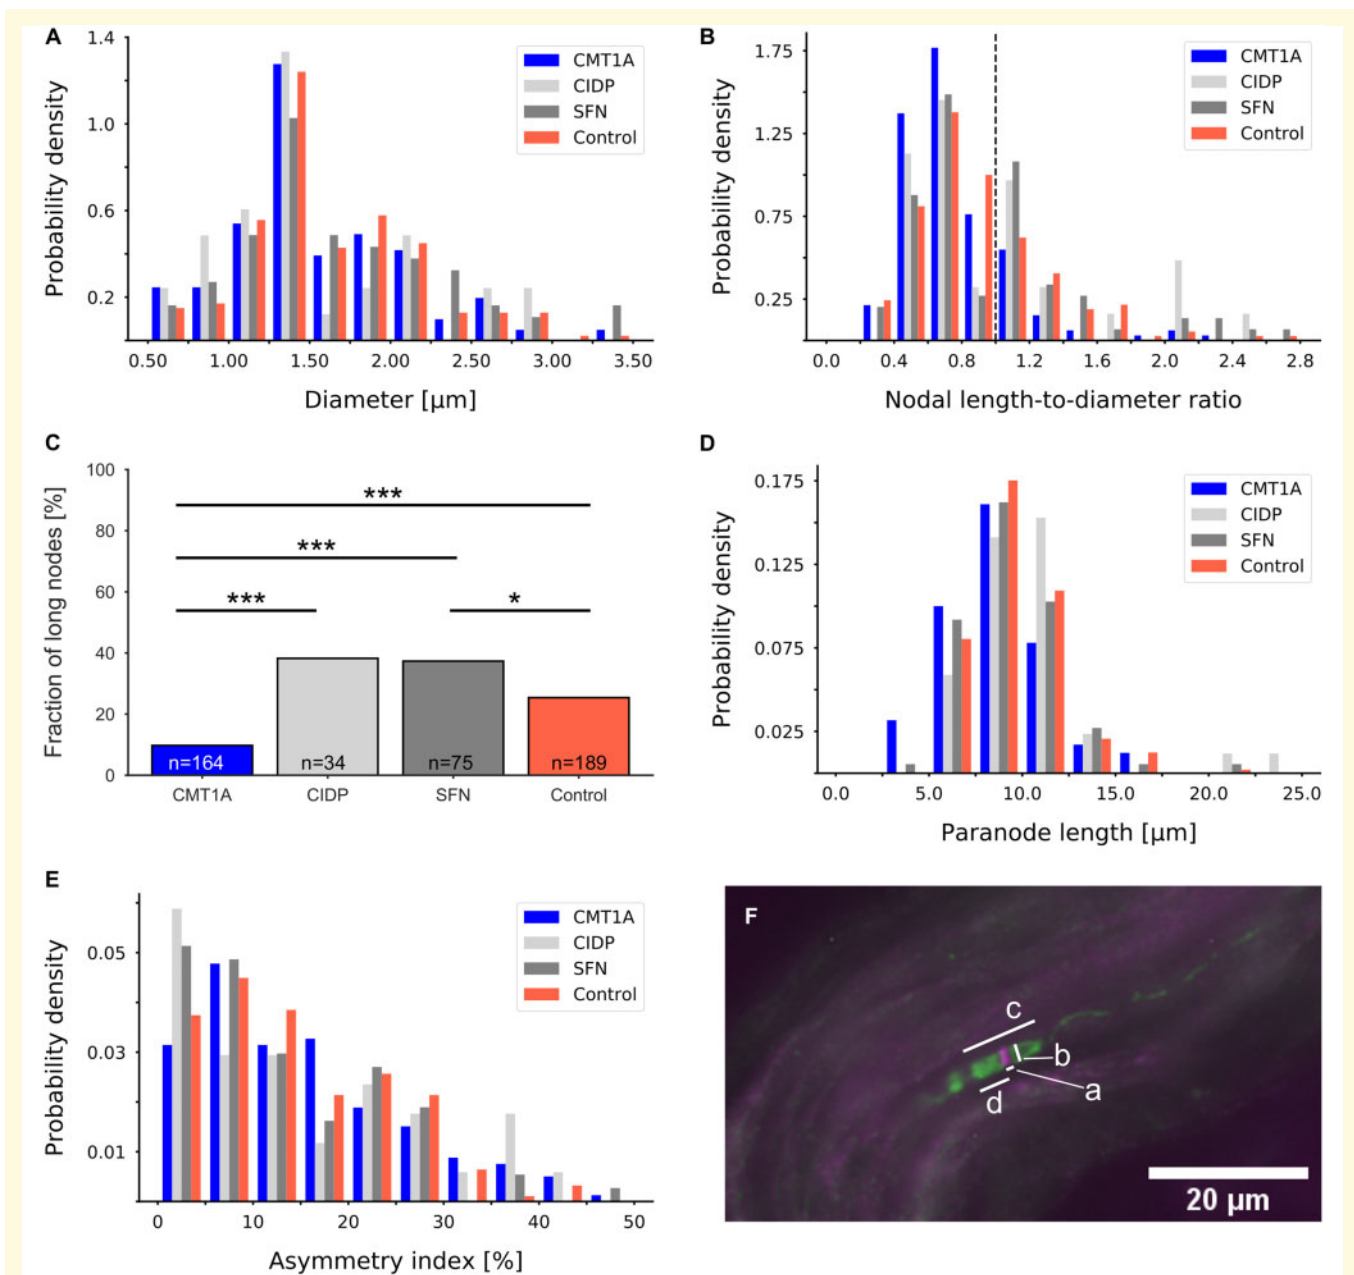 A
1.4
1.0
0.6
0.2
Probability density
CMT1A
CIDP
SFN
Control
0.50 1.00 1.50 2.00 2.50 3.00 3.50
Diameter [µm]
B
1.75
1.25
0.75
0.25
Probability density
CMT1A
CIDP
SFN
Control
0.0 0.4 0.8 1.2 1.6 2.0 2.4 2.8
Nodal length-to-diameter ratio
C
100
80
60
40
20
0
Fraction of long nodes [%]
***
***
*** *
n=164 n=34 n=75 n=189
CMT1A CIDP SFN Control
D
0.175
0.125
0.075
0.025
Probability density
CMT1A
CIDP
SFN
Control
0.0 5.0 10.0 15.0 20.0 25.0
Paranode length [µm]
E
0.05
0.03
0.01
Probability density
CMT1A
CIDP
SFN
Control
0 10 20 30 40 50
Asymmetry index [%]
F
c
b
a
d
20 µm